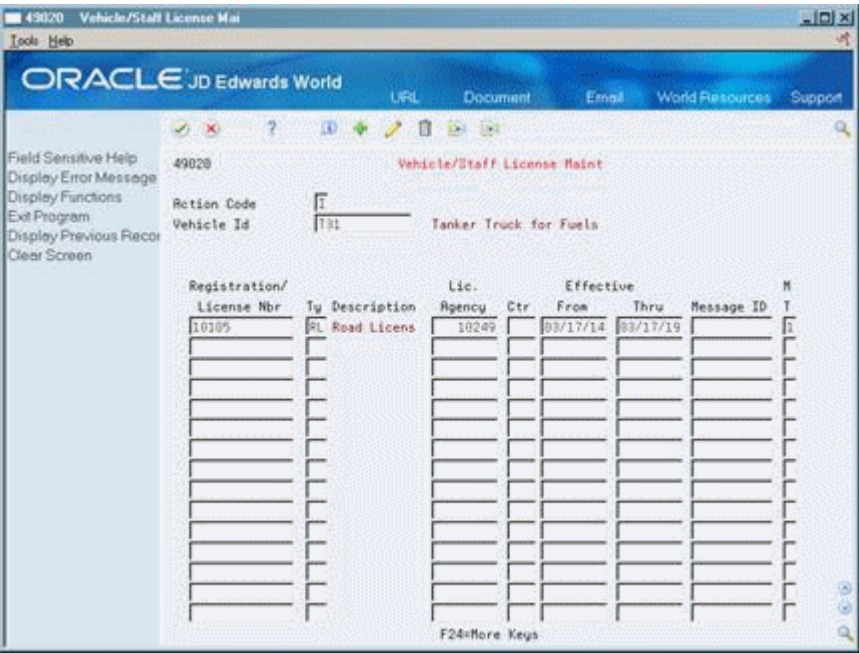 49020 Vehicle/Staff License Mai
Tools Help
ORACLE JD Edwards World
URL Document Email World Resources Support
Field Sensitive Help
Display Error Message
Display Functions
Exit Program
Display Previous Recor
Clear Screen
49020 Vehicle/Staff License Maint
Action Code I
Vehicle Id T31 Tanker Truck for Fuels
Registration/ Lic. Effective M
License Nbr Ty Description Agency Ctr From Thru Message ID T
10105 RL Road Licens 10249 03/17/14 03/17/19 1
F24=More Keys